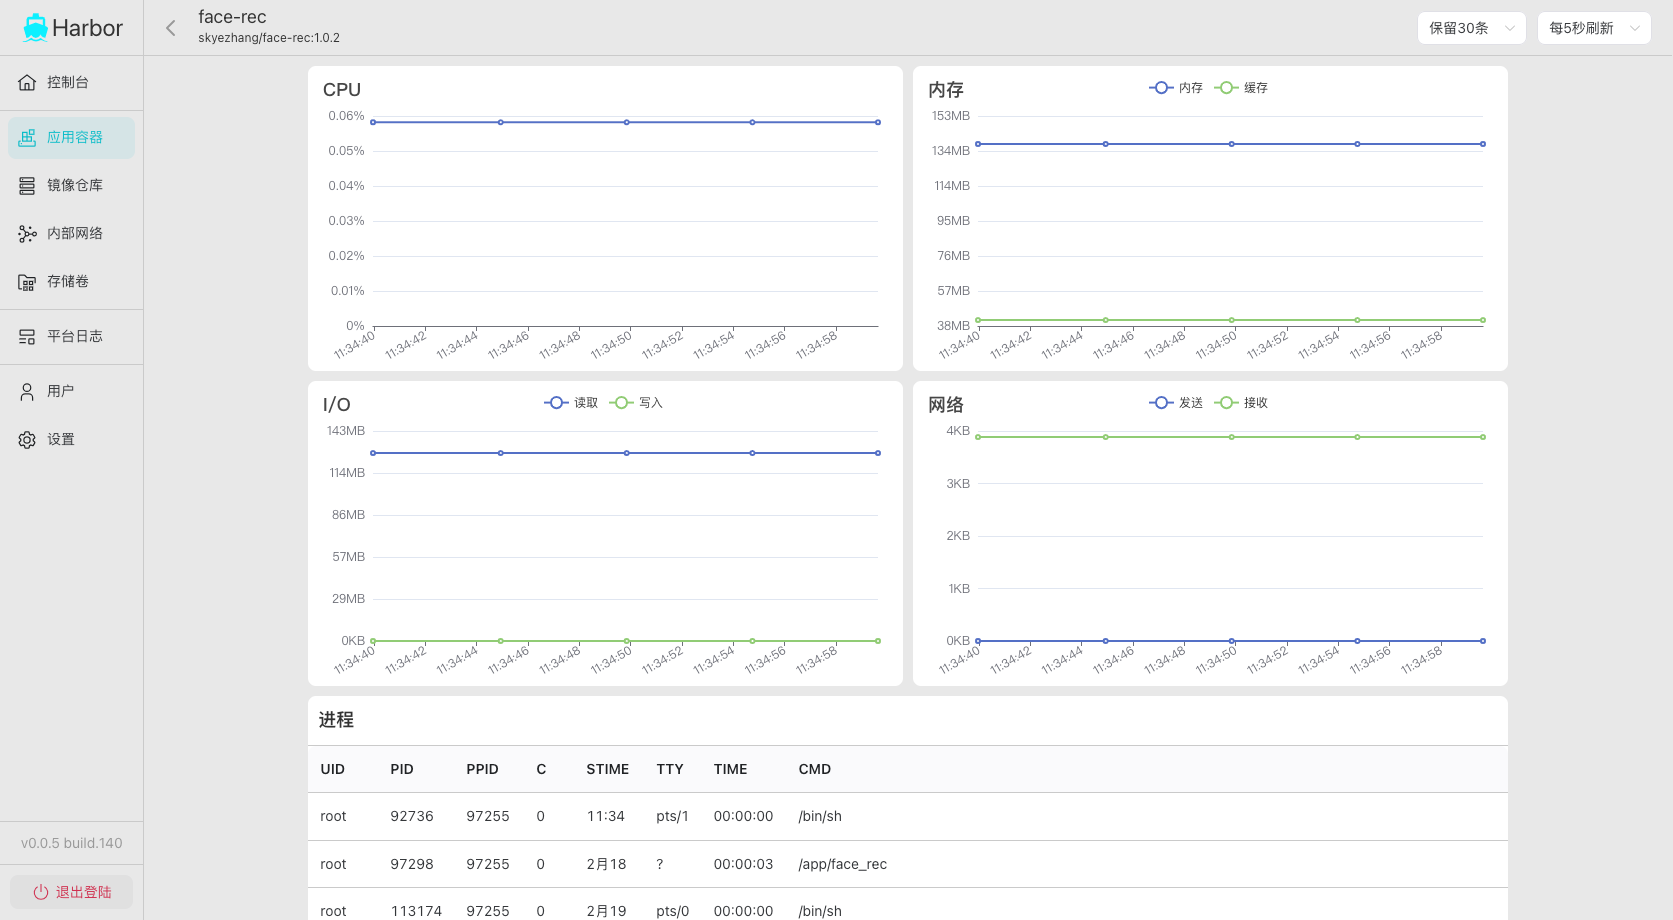 Harbor
face-rec
skyezhang/face-rec:1.0.2
保留30条
每5秒刷新
控制台
应用容器
镜像仓库
内部网络
存储卷
平台日志
用户
设置
v0.0.5 build.140
退出登陆
CPU
0.06%
0.05%
0.04%
0.03%
0.02%
0.01%
0%
11:34:40 11:34:42 11:34:44 11:34:46 11:34:48 11:34:50 11:34:52 11:34:54 11:34:56 11:34:58
内存
内存 缓存
153MB
134MB
114MB
95MB
76MB
57MB
38MB
11:34:40 11:34:42 11:34:44 11:34:46 11:34:48 11:34:50 11:34:52 11:34:54 11:34:56 11:34:58
I/O
读取 写入
143MB
114MB
86MB
57MB
29MB
0KB
11:34:40 11:34:42 11:34:44 11:34:46 11:34:48 11:34:50 11:34:52 11:34:54 11:34:56 11:34:58
网络
发送 接收
4KB
3KB
2KB
1KB
0KB
11:34:40 11:34:42 11:34:44 11:34:46 11:34:48 11:34:50 11:34:52 11:34:54 11:34:56 11:34:58
进程
UID PID PPID C STIME TTY TIME CMD
root 92736 97255 0 11:34 pts/1 00:00:00 /bin/sh
root 97298 97255 0 2月18 ? 00:00:03 /app/face_rec
root 113174 97255 0 2月19 pts/0 00:00:00 /bin/sh